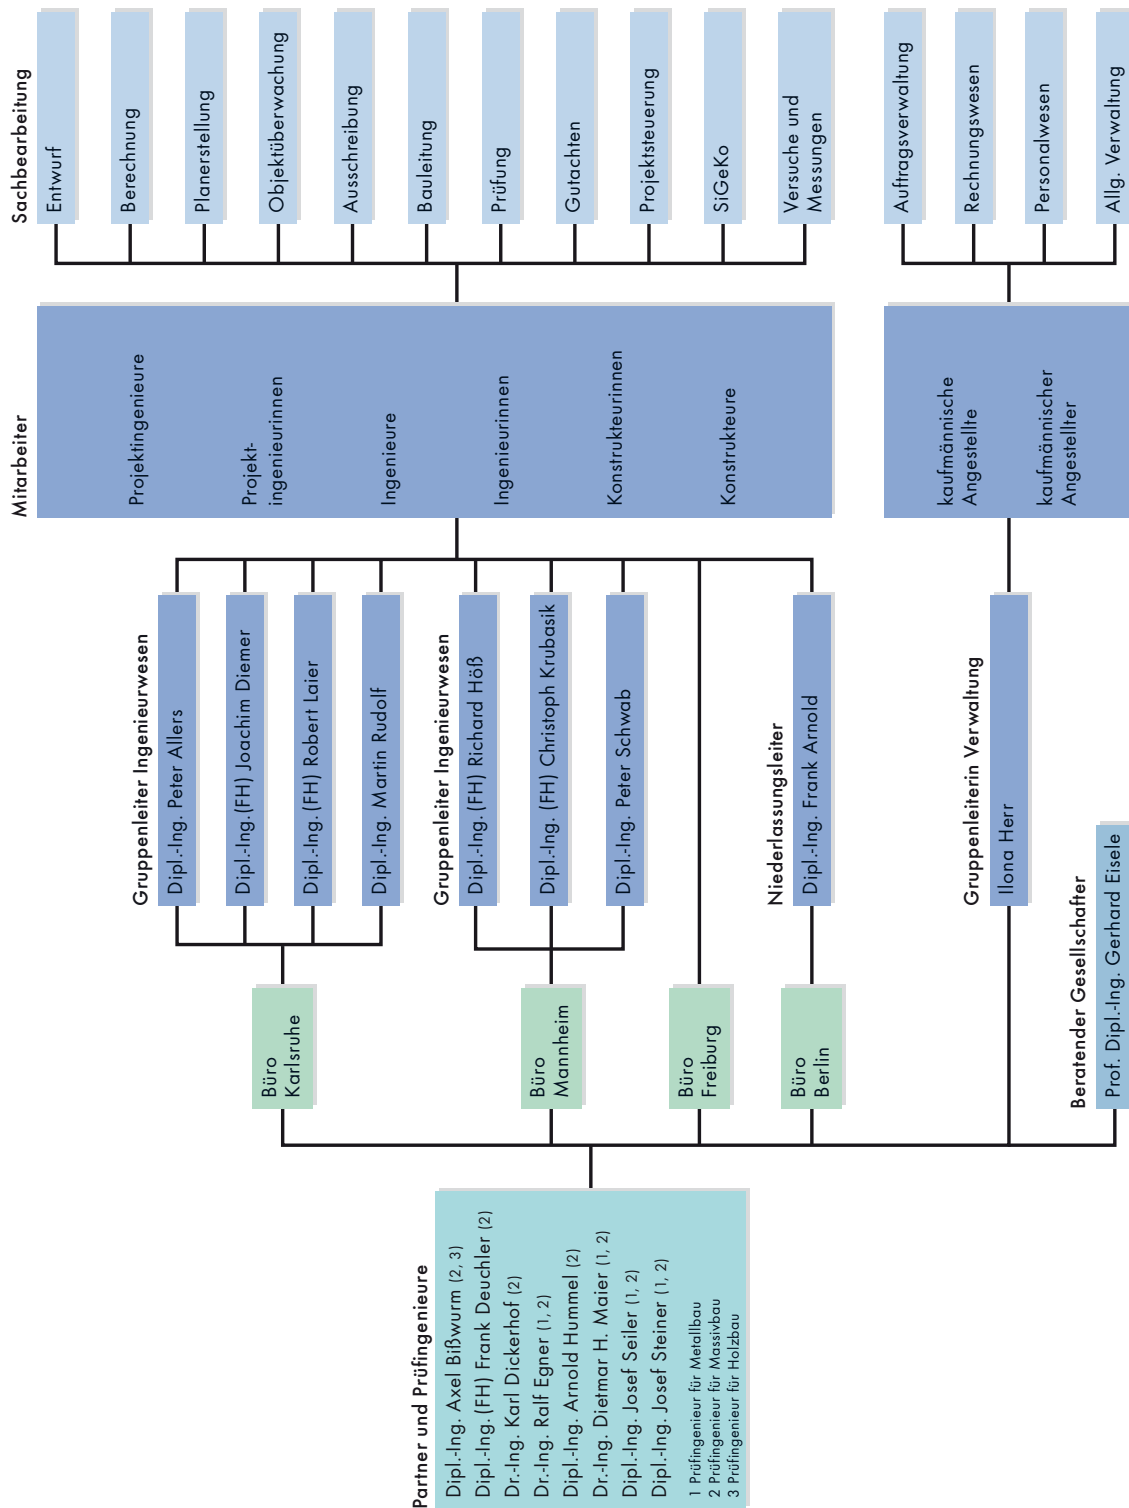 Partner und Prüfingenieure
Dipl.-Ing. Axel Bißwurm (2, 3)
Dipl.-Ing.(FH) Frank Deuchler (2)
Dr.-Ing. Karl Dickerhof (2)
Dr.-Ing. Ralf Egner (1, 2)
Dipl.-Ing. Arnold Hummel (2)
Dr.-Ing. Dietmar H. Maier (1, 2)
Dipl.-Ing. Josef Seiler (1, 2)
Dipl.-Ing. Josef Steiner (1, 2)
1 Prüfingenieur für Metallbau
2 Prüfingenieur für Massivbau
3 Prüfingenieur für Holzbau
Büro
Karlsruhe
Büro
Mannheim
Büro
Freiburg
Büro
Berlin
Beratender Gesellschafter
Prof. Dipl.-Ing. Gerhard Eisele
Gruppenleiter Ingenieurwesen
Dipl.-Ing. Peter Allers
Dipl.-Ing.(FH) Joachim Diemer
Dipl.-Ing.(FH) Robert Laier
Dipl.-Ing. Martin Rudolf
Gruppenleiter Ingenieurwesen
Dipl.-Ing.(FH) Richard Höß
Dipl.-Ing. (FH) Christoph Krubasik
Dipl.-Ing. Peter Schwab
Niederlassungsleiter
Dipl.-Ing. Frank Arnold
Gruppenleiterin Verwaltung
Ilona Herr
Mitarbeiter
Projektingenieure
Projekt-
ingenieurinnen
Ingenieure
Ingenieurinnen
Konstrukteurinnen
Konstrukteure
kaufmännische
Angestellte
kaufmännischer
Angestellter
Sachbearbeitung
Entwurf
Berechnung
Planerstellung
Objektüberwachung
Ausschreibung
Bauleitung
Prüfung
Gutachten
Projektsteuerung
SiGeKo
Versuche und
Messungen
Auftragsverwaltung
Rechnungswesen
Personalwesen
Allg. Verwaltung